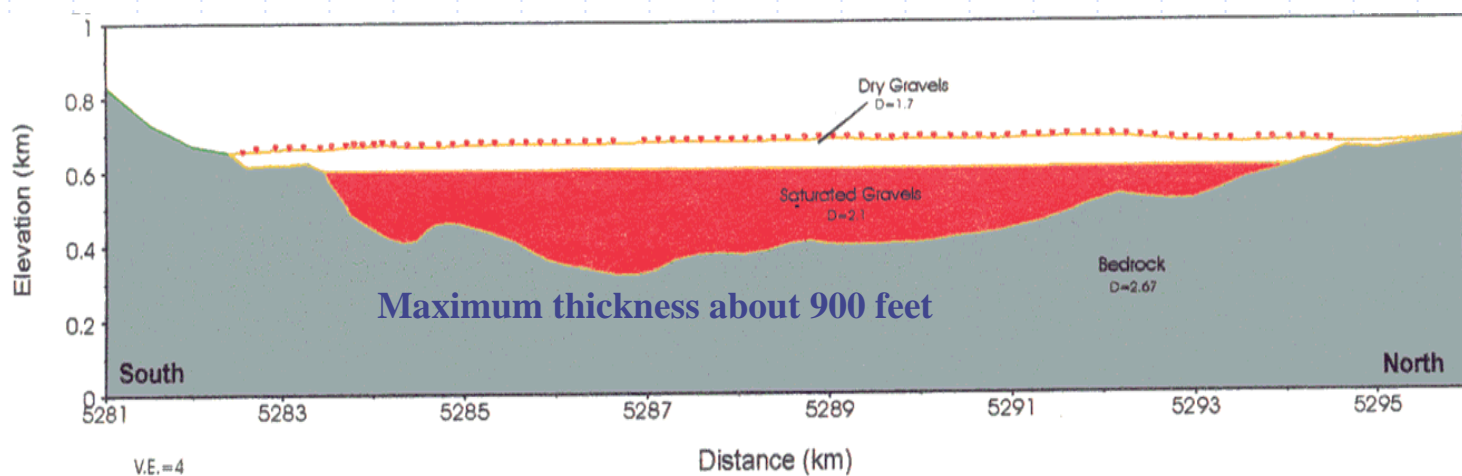 1
0.8
0.6
0.4
0.2
0
Elevation (km)
Dry Gravels
D=1.7
Saturated Gravels
D=2.1
Bedrock
D=2.67
Maximum thickness about 900 feet
South
North
5281
5283
5285
5287
5289
5291
5293
5295
Distance (km)
V.E.=4